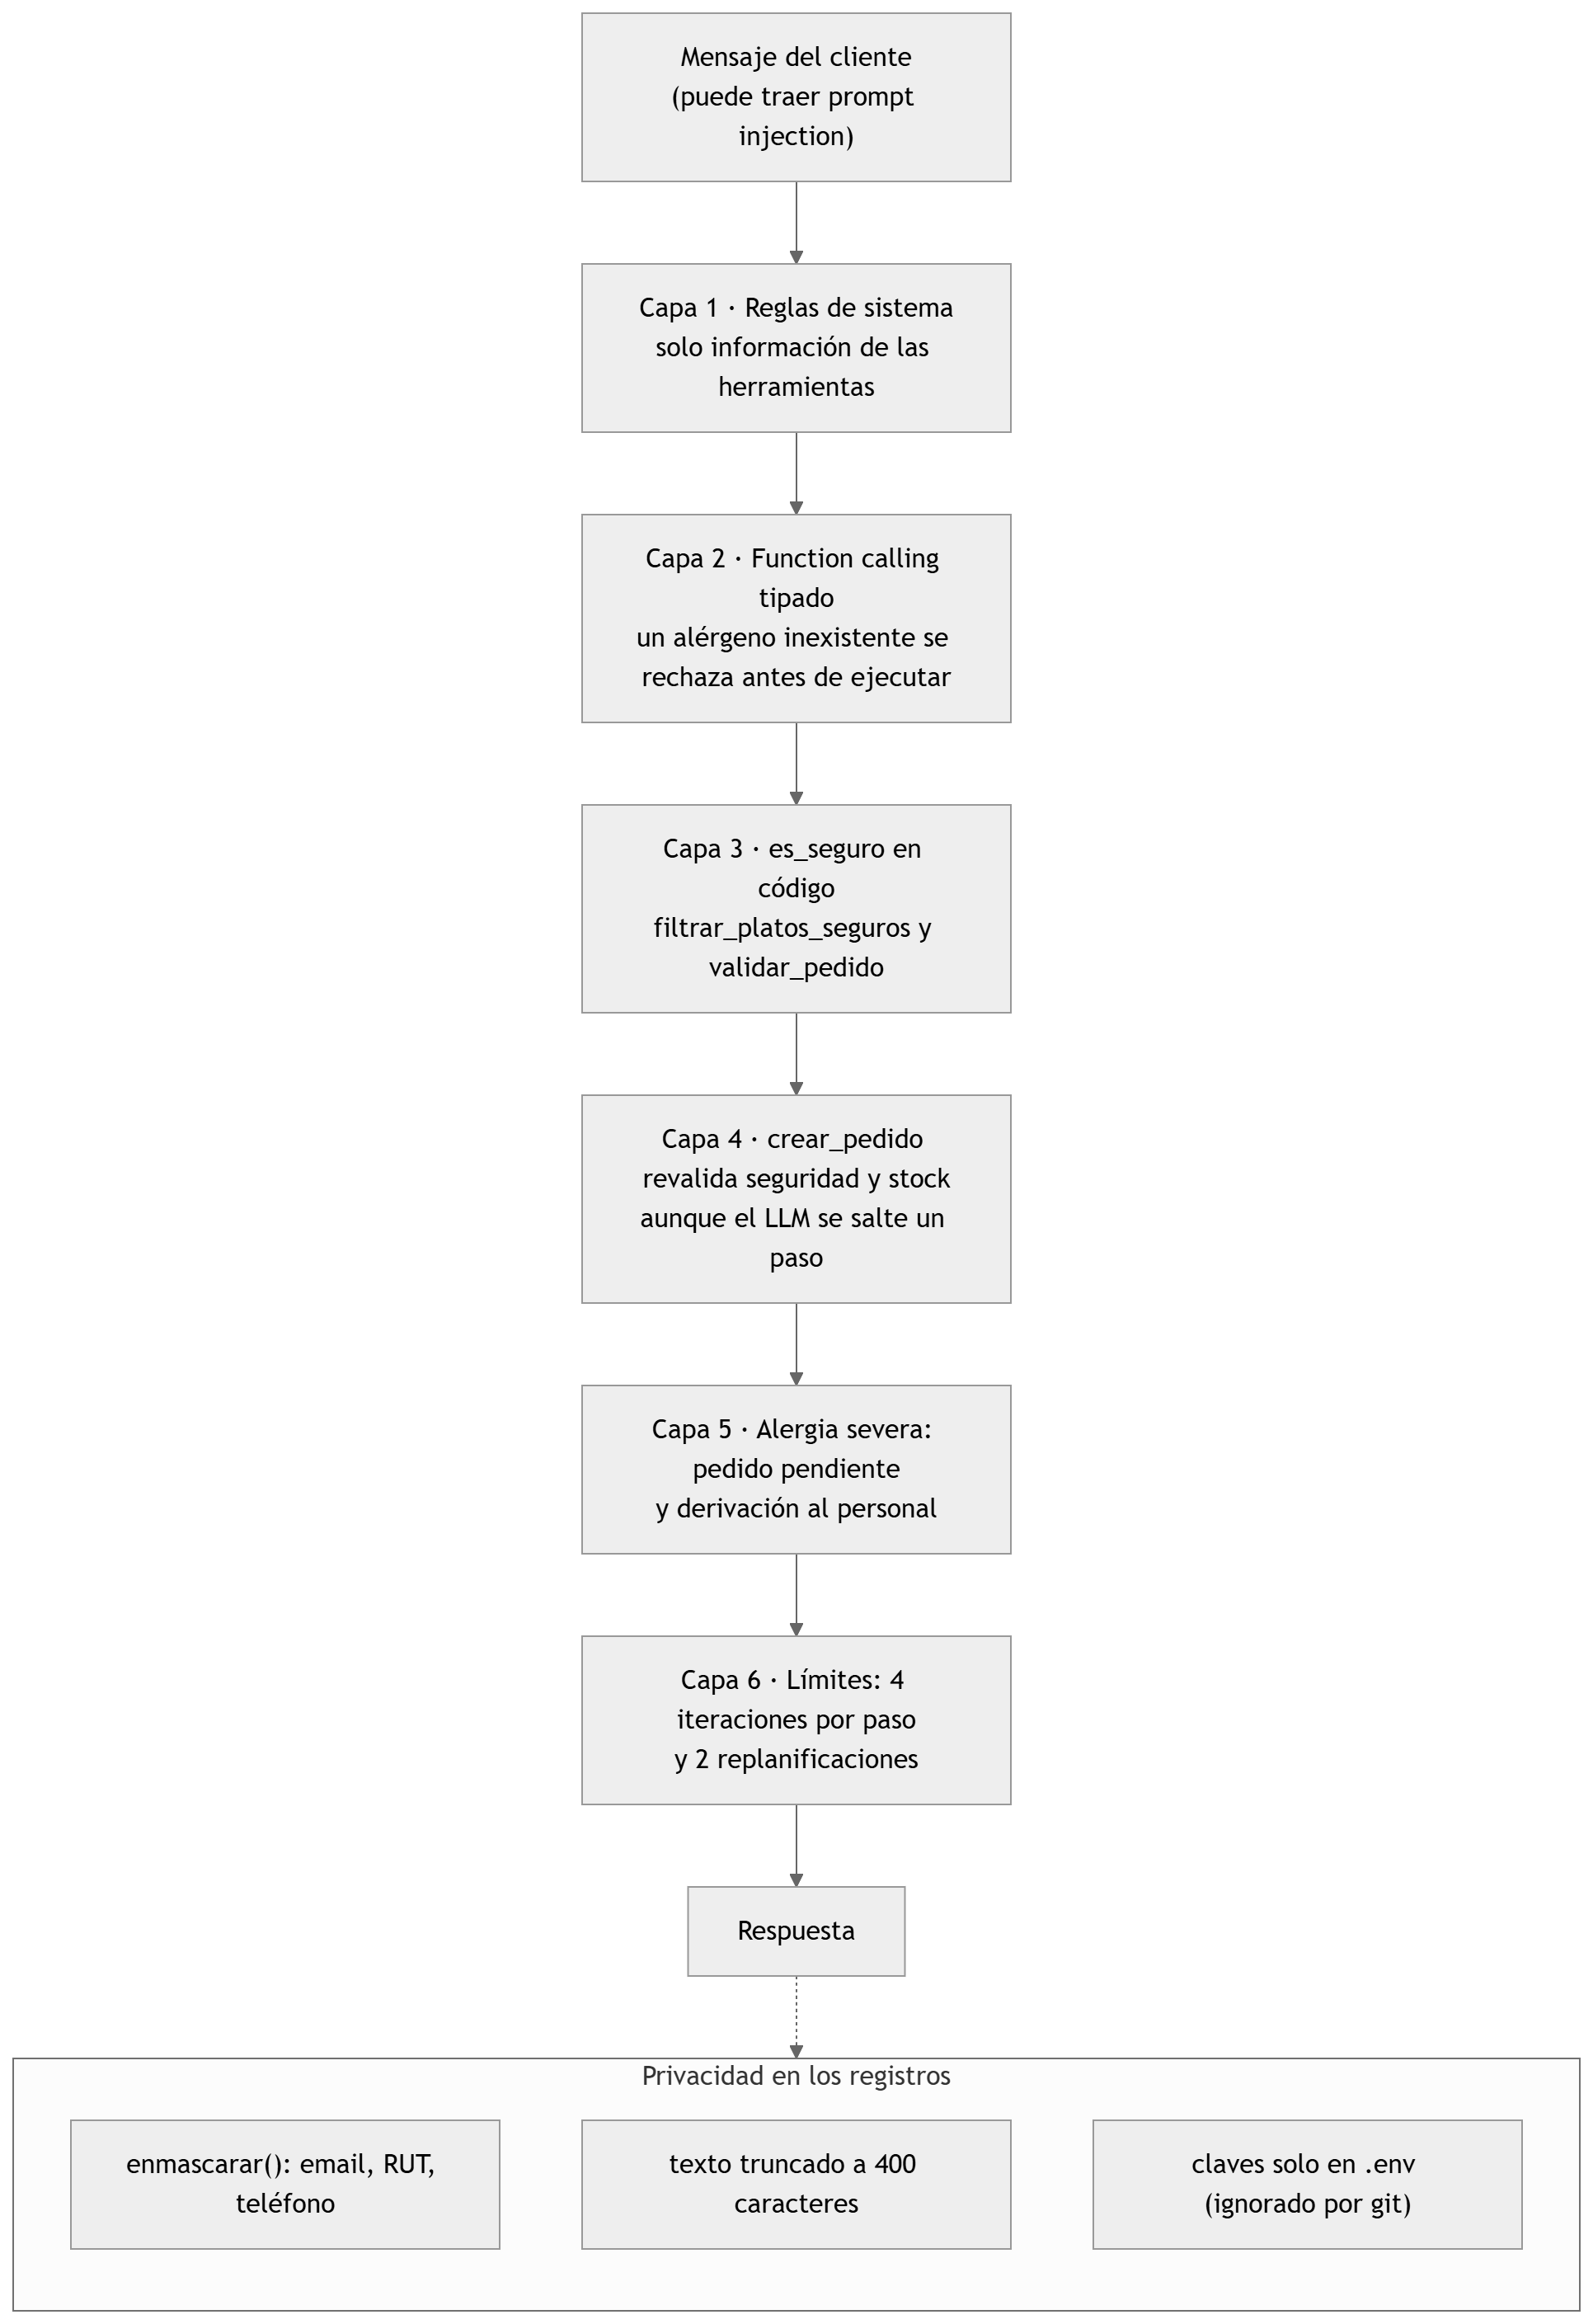 Mensaje del cliente
(puede traer prompt
injection)
Capa 1 · Reglas de sistema
solo información de las
herramientas
Capa 2 · Function calling
tipado
un alérgeno inexistente se
rechaza antes de ejecutar
Capa 3 · es_seguro en
código
filtrar_platos_seguros y
validar_pedido
Capa 4 · crear_pedido
revalida seguridad y stock
aunque el LLM se salte un
paso
Capa 5 · Alergia severa:
pedido pendiente
y derivación al personal
Capa 6 · Límites: 4
iteraciones por paso
y 2 replanificaciones
Respuesta
Privacidad en los registros
enmascarar(): email, RUT,
teléfono
texto truncado a 400
caracteres
claves solo en .env
(ignorado por git)